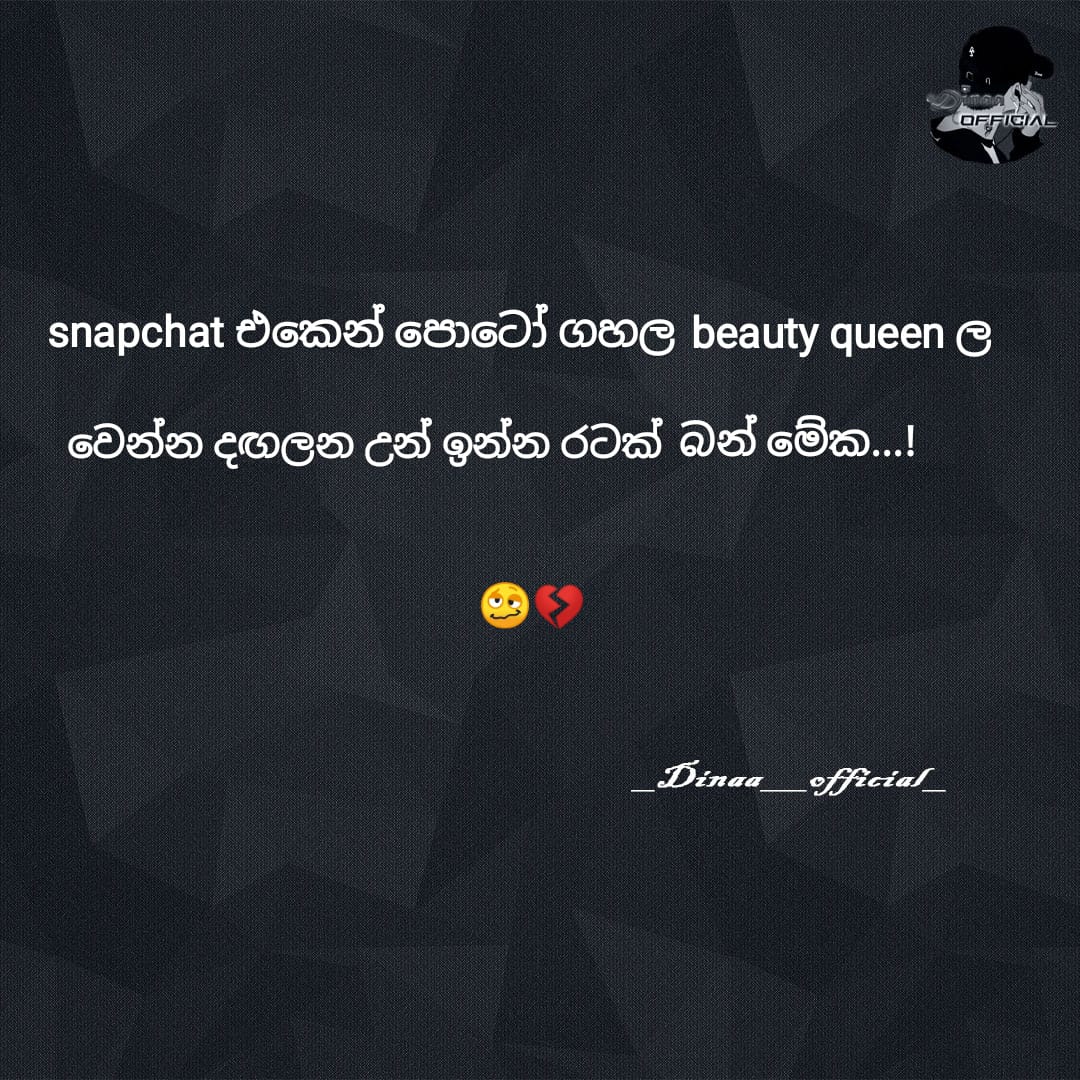 OFFICIAL
snapchat එකෙන් පොටෝ ගහල beauty queen ල
වෙන්න දඟලන උන් ඉන්න රටක් බන් මේක...!
🥴💔
_Dinaa__official_